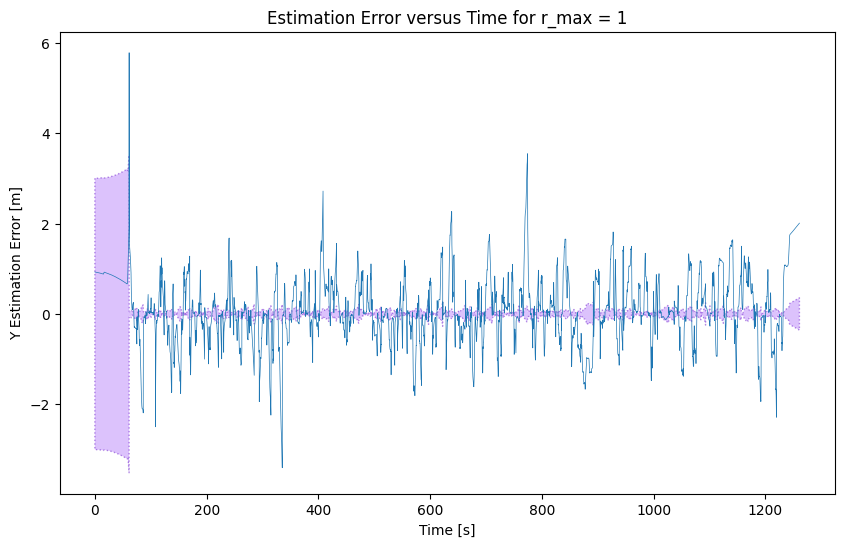 Estimation Error versus Time for r_max = 1
Y Estimation Error [m]
6
4
2
0
−2
0 200 400 600 800 1000 1200
Time [s]